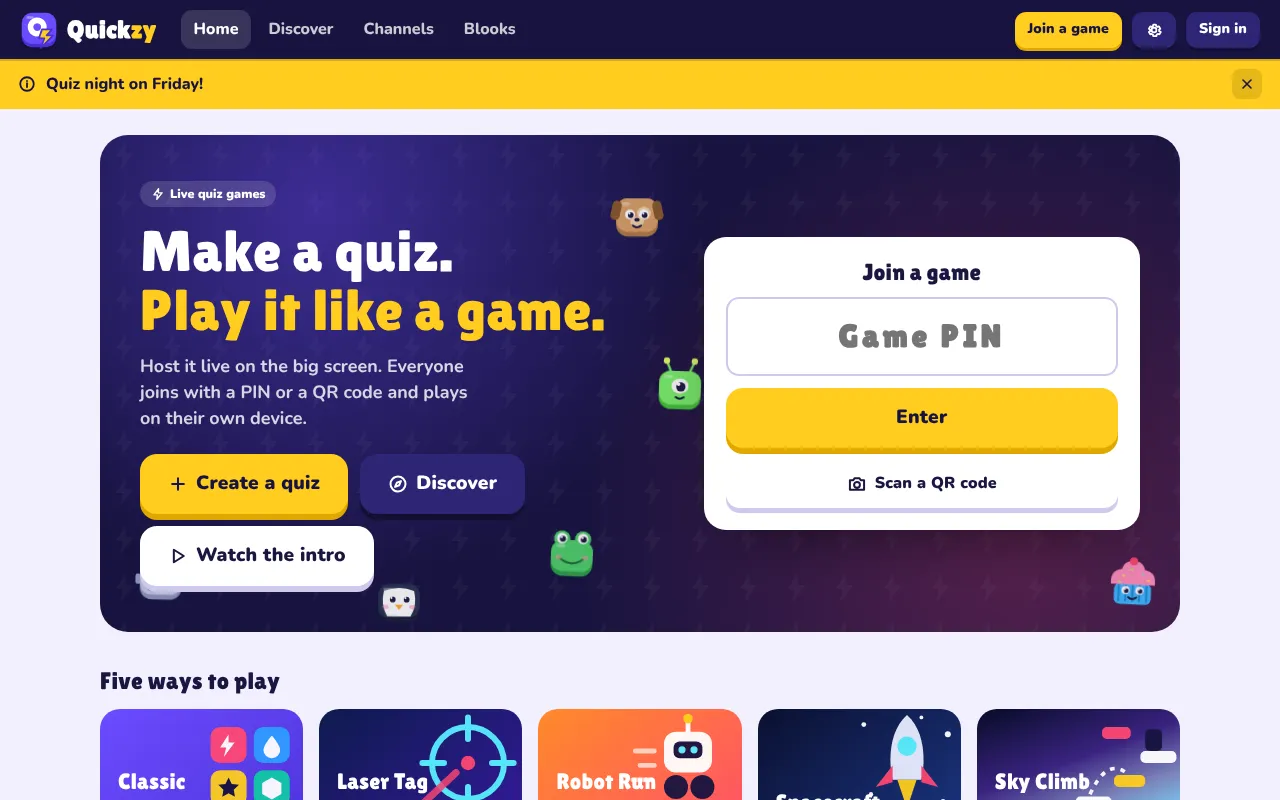 Quickzy
Home
Discover
Channels
Blooks
Join a game
Sign in
Quiz night on Friday!
Live quiz games
Make a quiz.
Play it like a game.
Host it live on the big screen. Everyone
joins with a PIN or a QR code and plays
on their own device.
Create a quiz
Discover
Watch the intro
Join a game
Game PIN
Enter
Scan a QR code
Five ways to play
Classic
Laser Tag
Robot Run
Spacecraft
Sky Climb